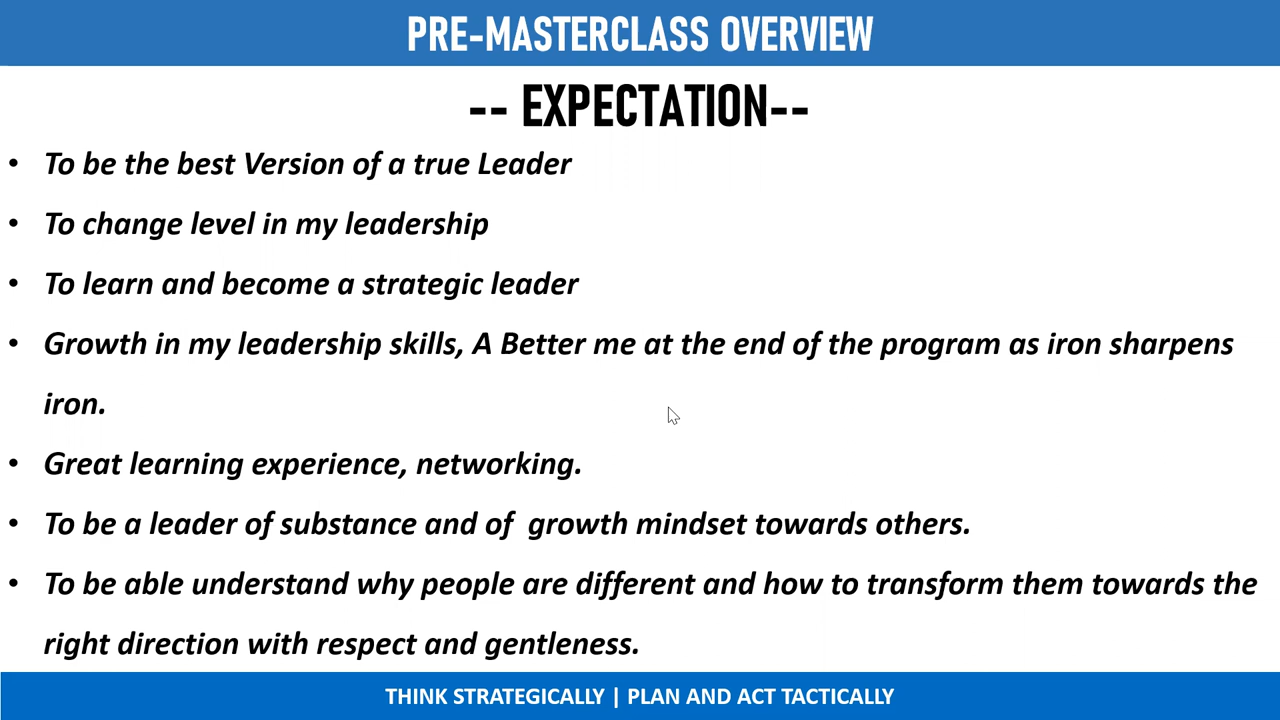 PRE-MASTERCLASS OVERVIEW
-- EXPECTATION--
• To be the best Version of a true Leader
• To change level in my leadership
• To learn and become a strategic leader
• Growth in my leadership skills, A Better me at the end of the program as iron sharpens
iron.
• Great learning experience, networking.
• To be a leader of substance and of  growth mindset towards others.
• To be able understand why people are different and how to transform them towards the
right direction with respect and gentleness.
THINK STRATEGICALLY | PLAN AND ACT TACTICALLY